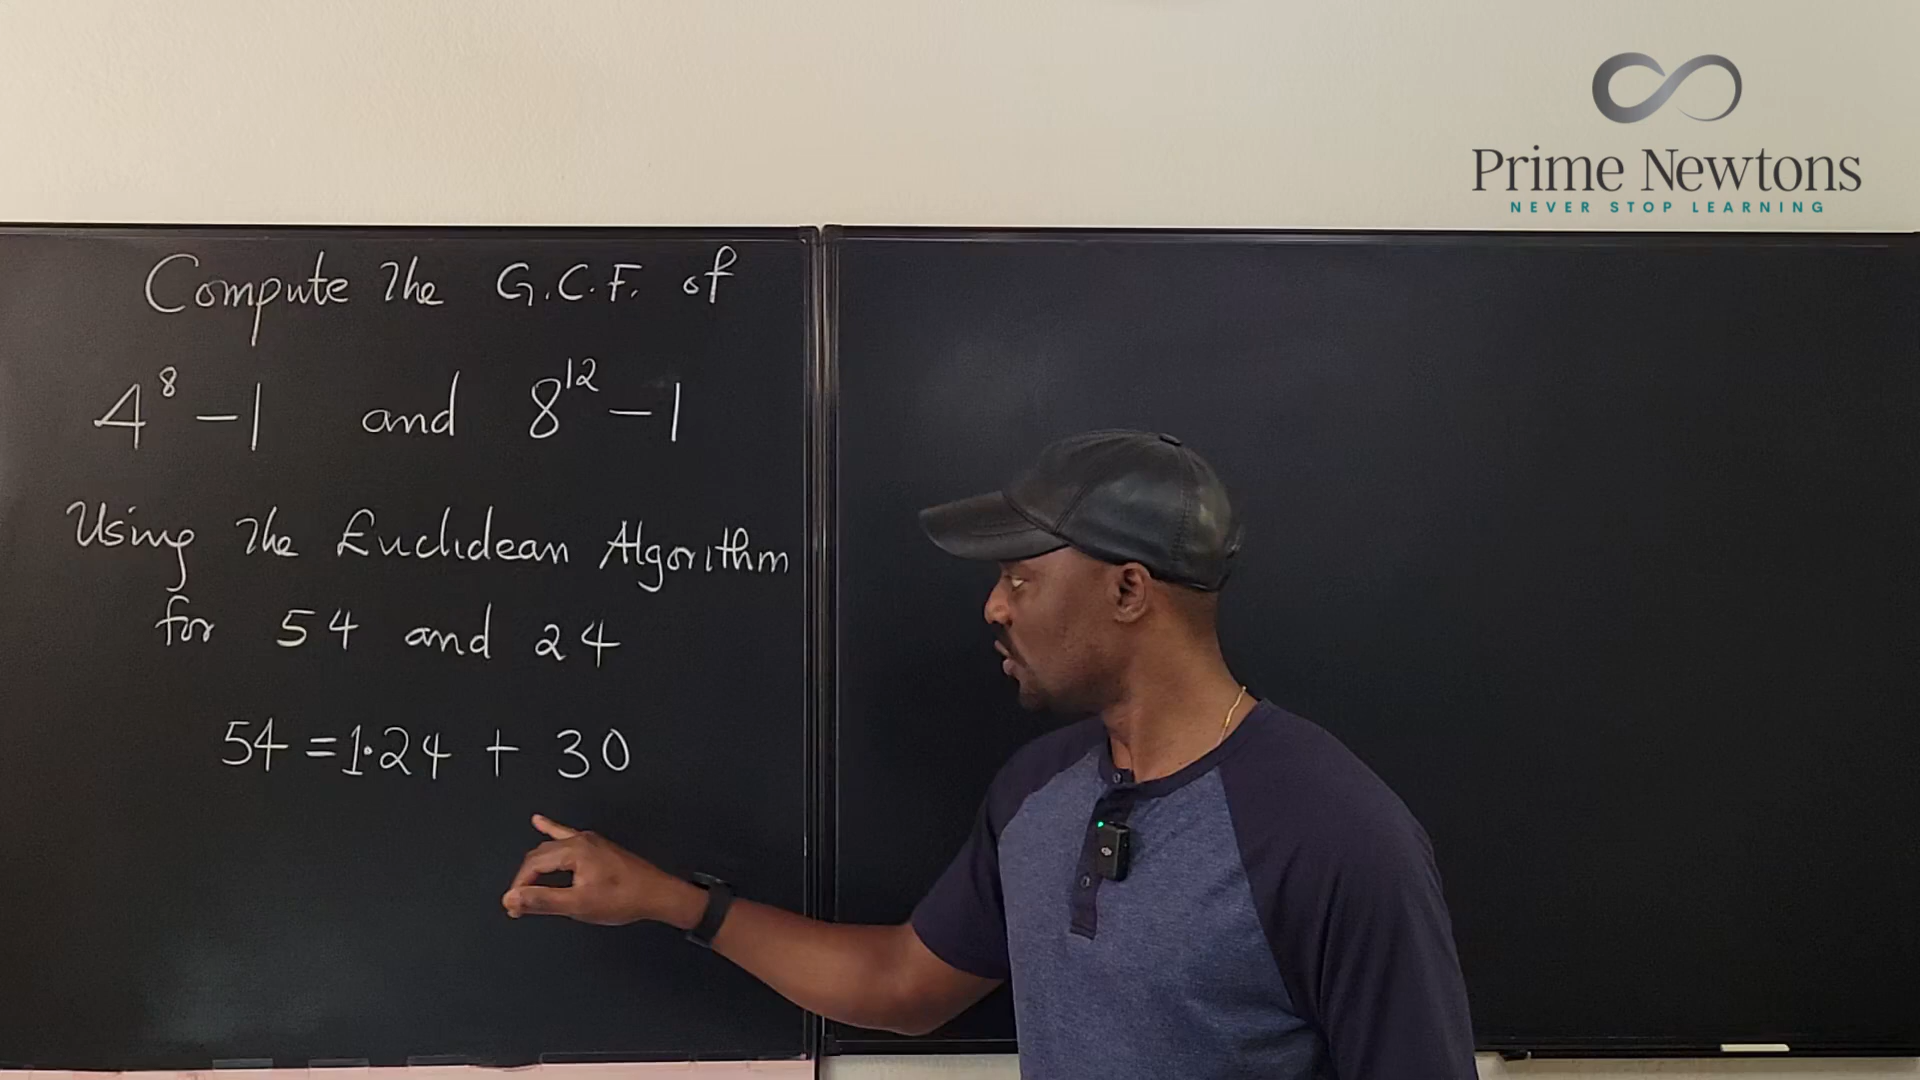 Prime Newtons
NEVER STOP LEARNING
Compute the G.C.F. of
4⁸ – 1 and 8¹² – 1
Using the Euclidean Algorithm
for 54 and 24
54 = 1·24 + 30